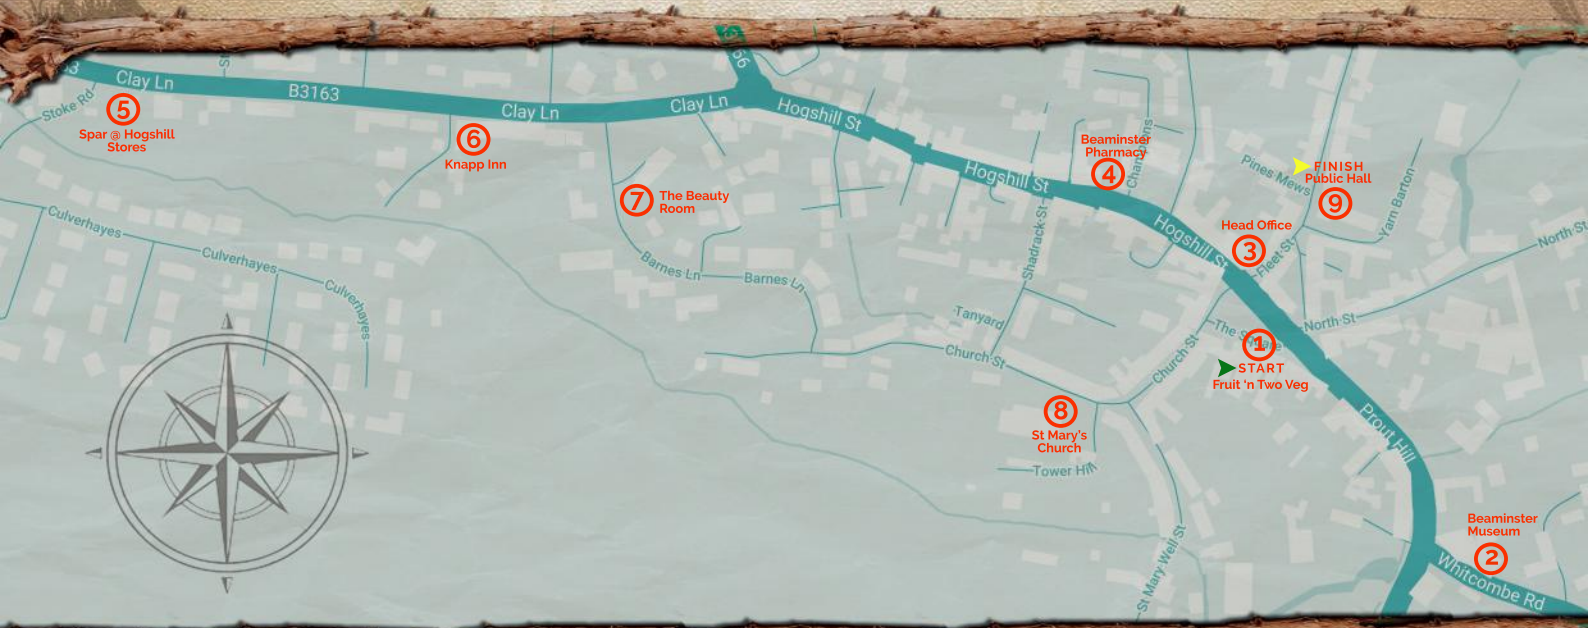 66
63
Clay Ln
B3163
Clay Ln
Clay Ln
Hogshill St
Stoke Rd
5
Spar @ Hogshill
Stores
St
6
Knapp Inn
7
The Beauty
Room
Hogshill St
Beaminster
Pharmacy
4
Hogshill St
Head Office
3
Fleet St
Pines Mews
FINISH
Public Hall
9
Yarn Barton
North St
Culverhayes
Culverhayes
Culverhayes
Barnes Ln
Barnes Ln
Shadrack St
Tanyard
Church St
Church St
The Square
North St
1
START
Fruit 'n Two Veg
8
St Mary's
Church
Tower Hill
Prout Hill
St Mary Well St
Beaminster
Museum
2
Whitcombe Rd